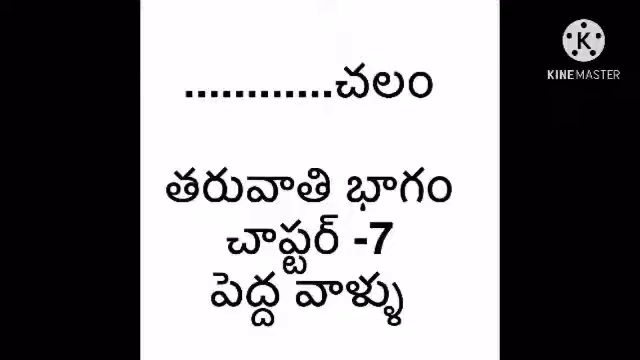 ............చలం
తరువాతి భాగం
చాప్టర్ -7
పెద్ద వాళ్ళు
K
KINEMASTER